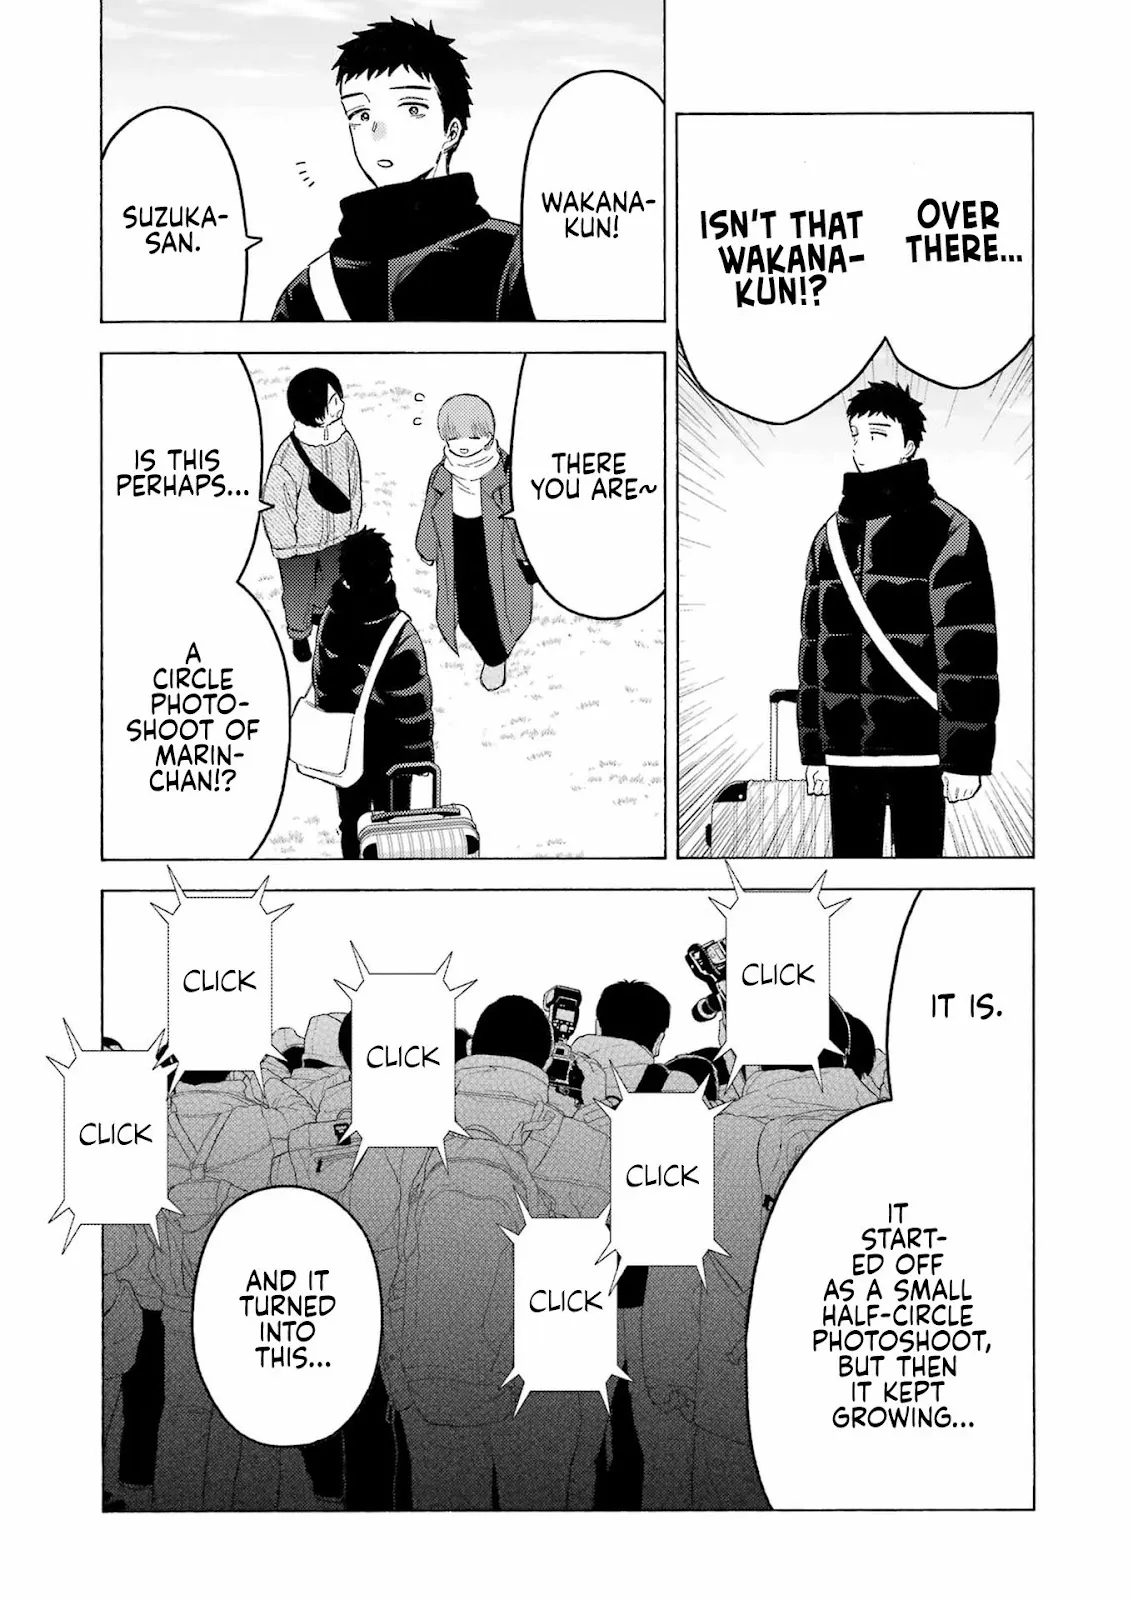 OVER
THERE...
ISN'T THAT
WAKANA-
KUN!?
WAKANA-
KUN!
SUZUKA-
SAN.
THERE
YOU ARE~
IS THIS
PERHAPS...
A
CIRCLE
PHOTO-
SHOOT OF
MARIN-
CHAN!?
IT IS.
IT
START-
ED OFF
AS A SMALL
HALF-CIRCLE
PHOTOSHOOT,
BUT THEN
IT KEPT
GROWING...
CLICK
CLICK
CLICK
CLICK
CLICK
CLICK
AND IT
TURNED
INTO
THIS...